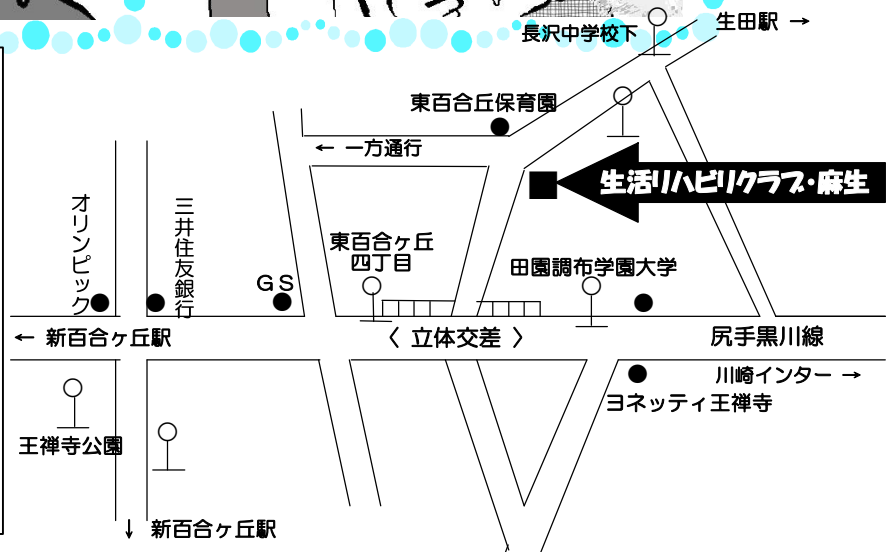 生田駅 →
長沢中学校下
東百合丘保育園
← 一方通行
生活リハビリクラブ・麻生
オリンピック
三井住友銀行
東百合ヶ丘
四丁目
田園調布学園大学
GS
← 新百合ヶ丘駅
〈 立体交差 〉
尻手黒川線
川崎インター →
ヨネッティ王禅寺
王禅寺公園
↓ 新百合ヶ丘駅